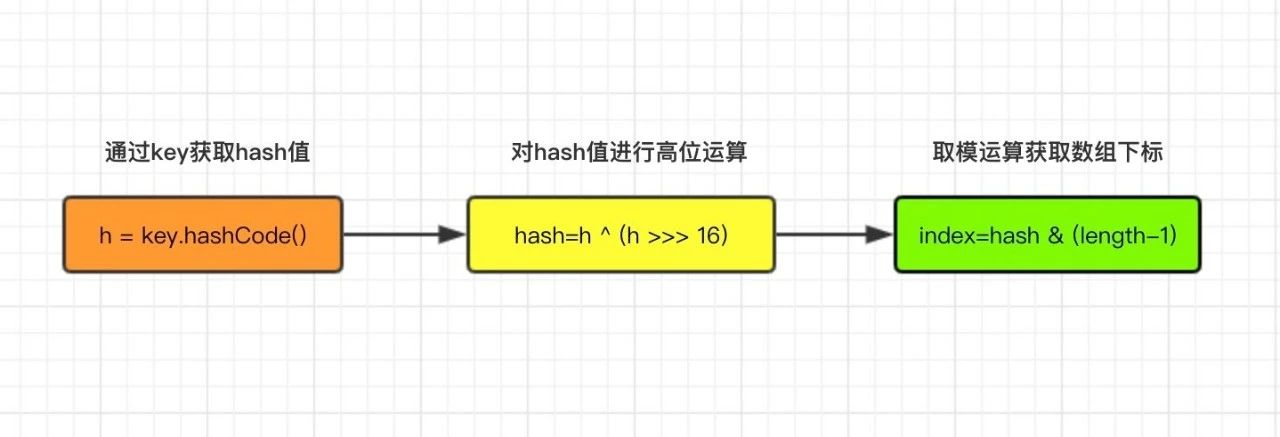 通过key获取hash值
对hash值进行高位运算
取模运算获取数组下标
h = key.hashCode()
hash=h ^ (h >>> 16)
index=hash & (length-1)